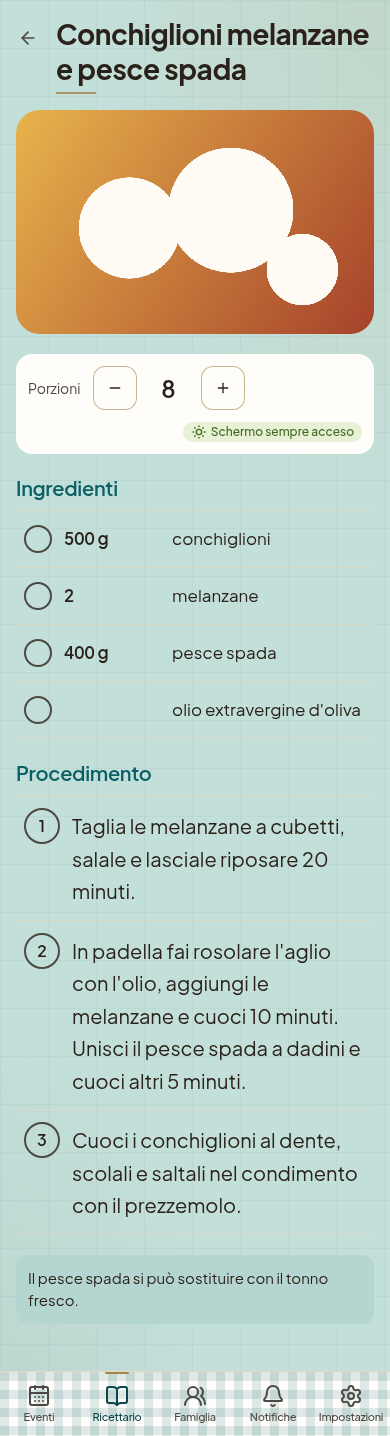 Conchiglioni melanzane
e pesce spada
Porzioni − 8 +
Schermo sempre acceso
Ingredienti
500 g conchiglioni
2 melanzane
400 g pesce spada
olio extravergine d'oliva
Procedimento
1 Taglia le melanzane a cubetti,
salale e lasciale riposare 20
minuti.
2 In padella fai rosolare l'aglio
con l'olio, aggiungi le
melanzane e cuoci 10 minuti.
Unisci il pesce spada a dadini e
cuoci altri 5 minuti.
3 Cuoci i conchiglioni al dente,
scolali e saltali nel condimento
con il prezzemolo.
Il pesce spada si può sostituire con il tonno
fresco.
Eventi Ricettario Famiglia Notifiche Impostazioni